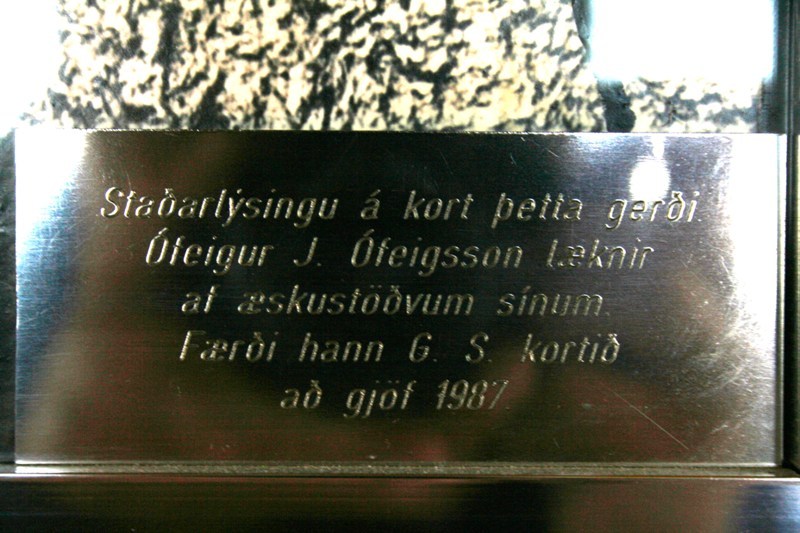 Staðarlýsingu á kort þetta gerði.
Ófeigur J. Ófeigsson læknir
af æskustöðvum sínum.
Færði hann G. S. kortið
að gjöf 1987.